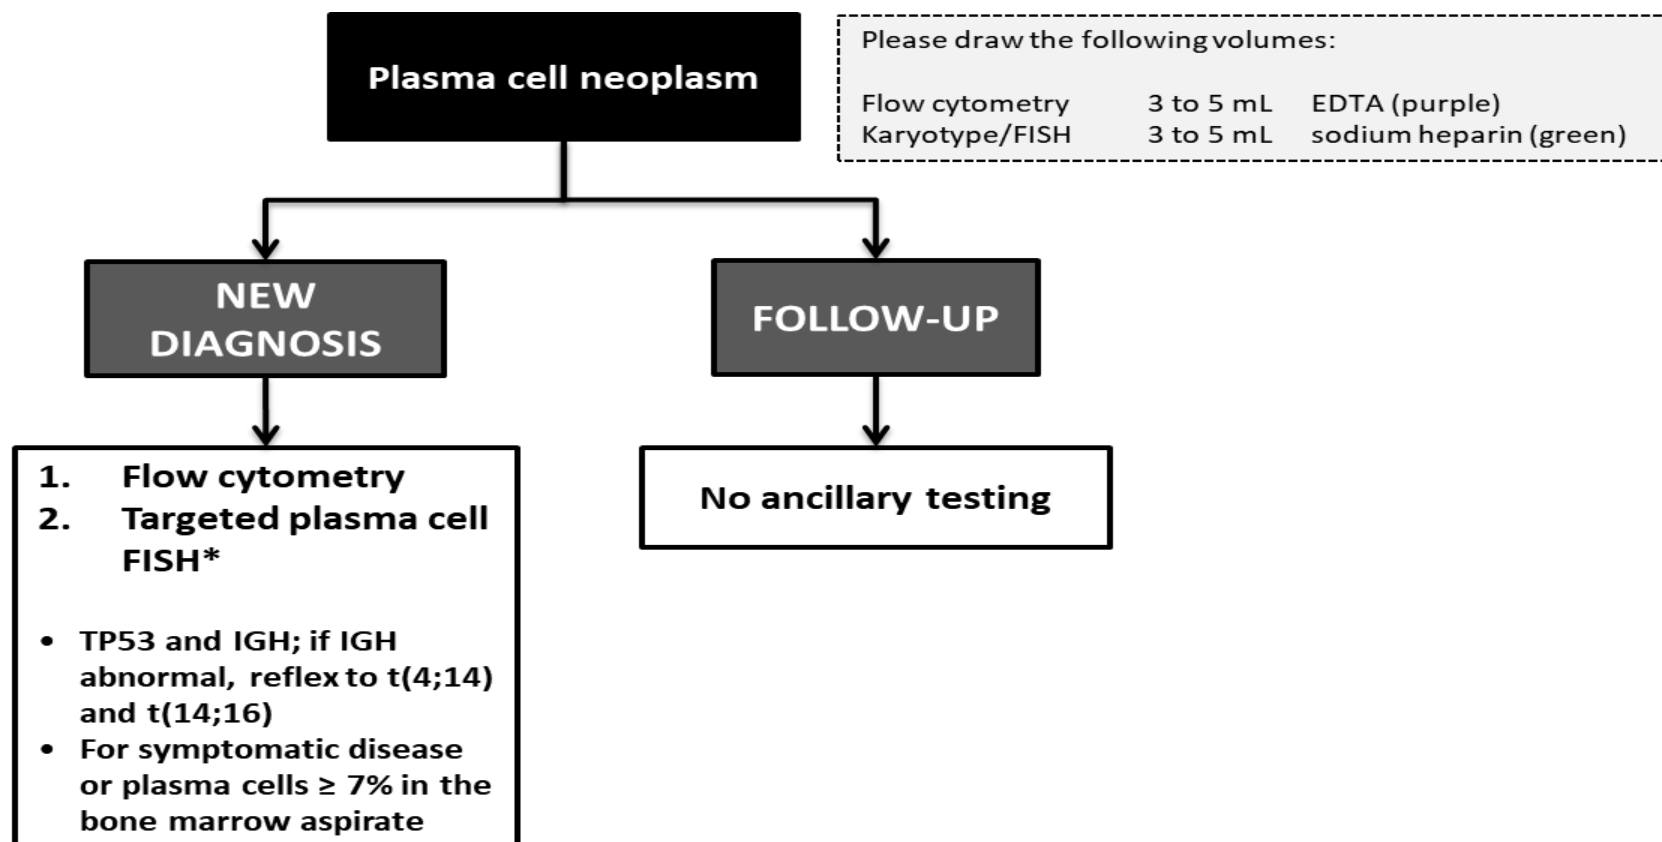 Plasma cell neoplasm
Please draw the following volumes:
Flow cytometry 3 to 5 mL EDTA (purple)
Karyotype/FISH 3 to 5 mL sodium heparin (green)
NEW
DIAGNOSIS
FOLLOW-UP
1. Flow cytometry
2. Targeted plasma cell
FISH*
• TP53 and IGH; if IGH
abnormal, reflex to t(4;14)
and t(14;16)
• For symptomatic disease
or plasma cells ≥ 7% in the
bone marrow aspirate
No ancillary testing